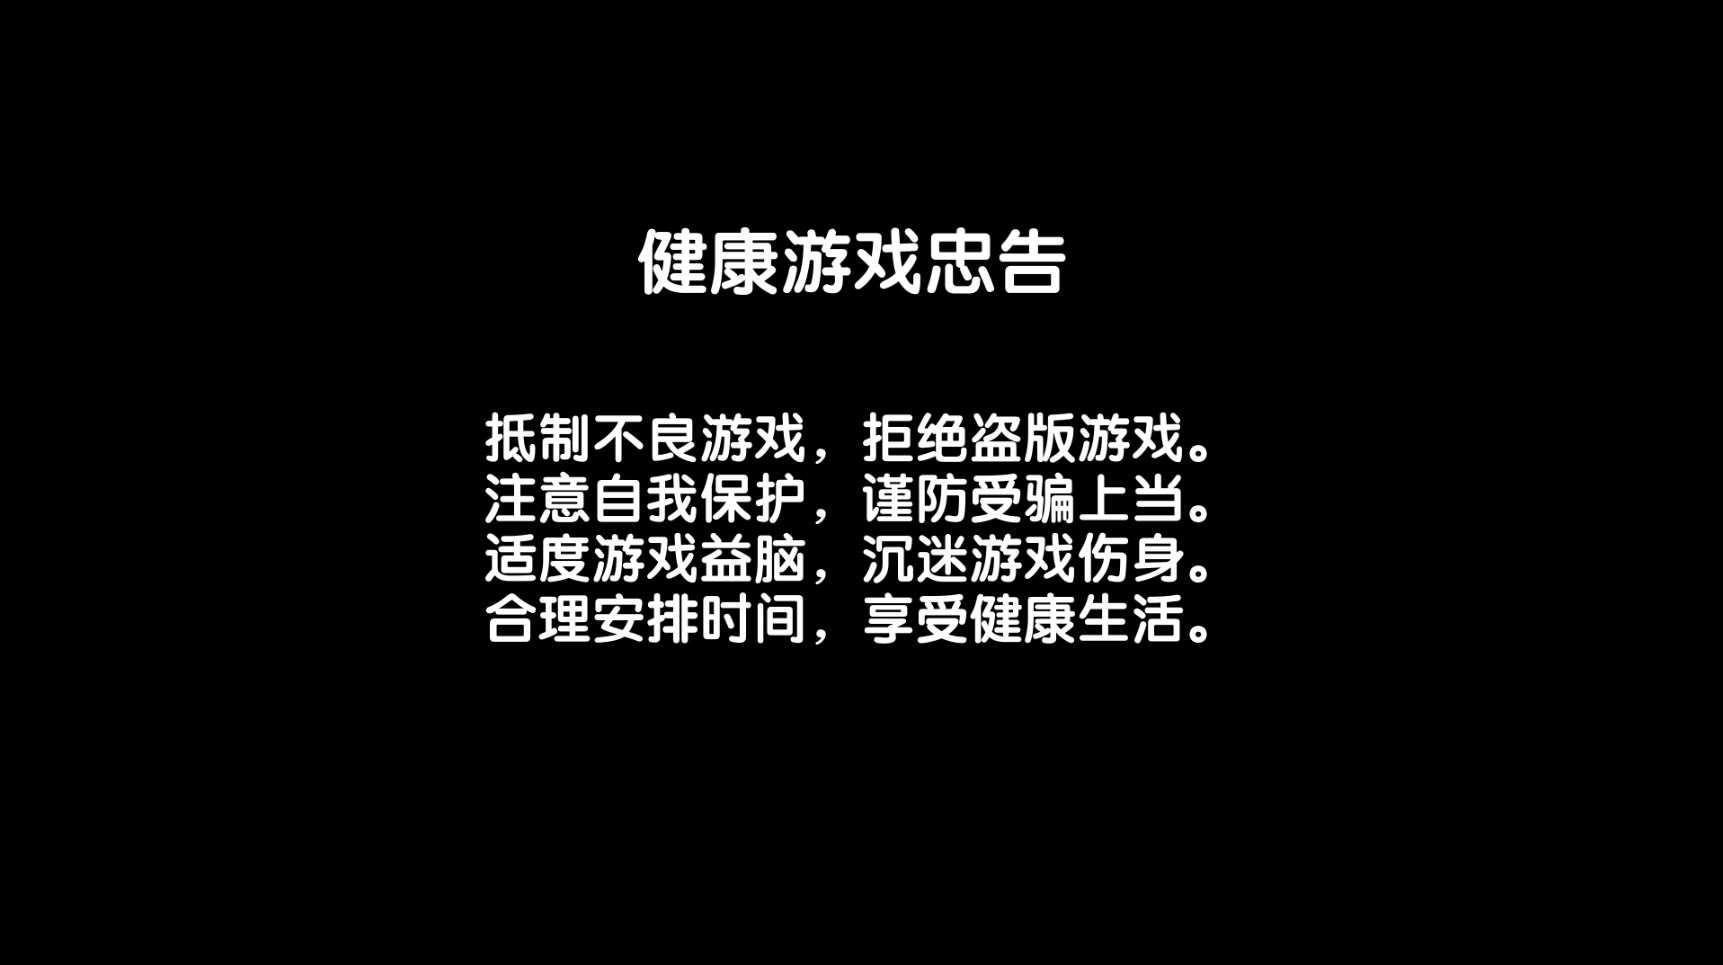 健康游戏忠告
抵制不良游戏，拒绝盗版游戏。
注意自我保护，谨防受骗上当。
适度游戏益脑，沉迷游戏伤身。
合理安排时间，享受健康生活。